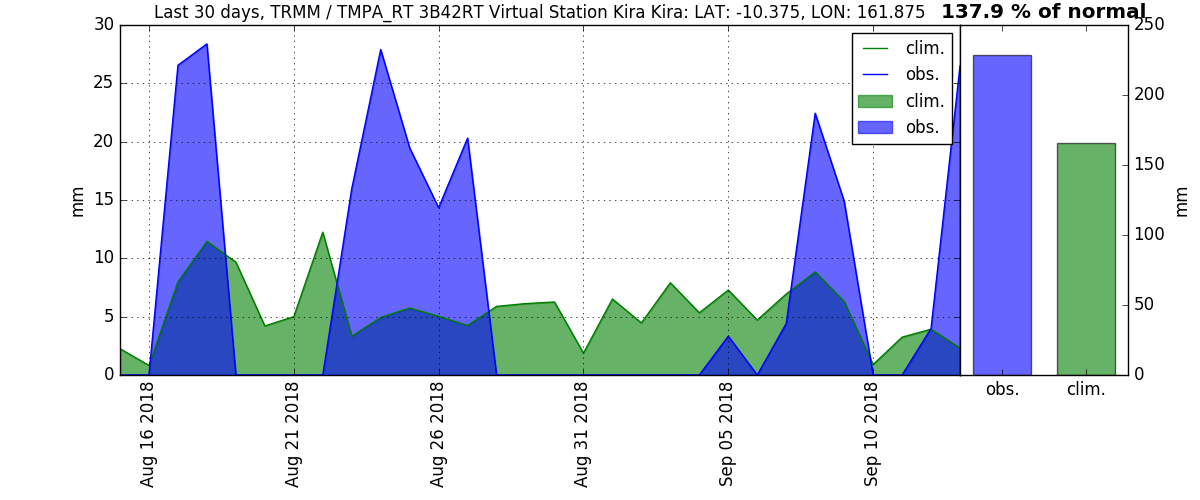 Last 30 days, TRMM / TMPA_RT 3B42RT Virtual Station Kira Kira: LAT: -10.375, LON: 161.875
137.9 % of normal
30
25
20
15
10
5
0
mm
clim.
obs.
clim.
obs.
Aug 16 2018
Aug 21 2018
Aug 26 2018
Aug 31 2018
Sep 05 2018
Sep 10 2018
250
200
150
100
50
0
mm
obs.
clim.